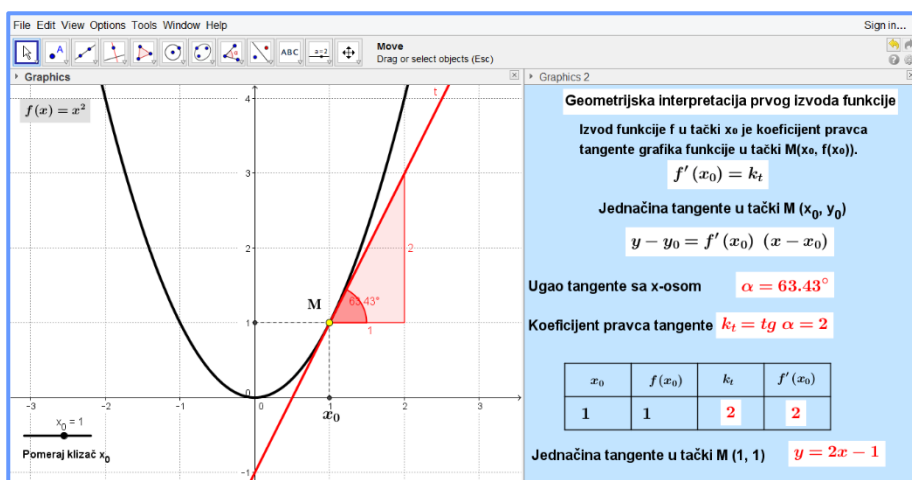 File Edit View Options Tools Window Help
Sign in...
ABC
a=2
Move
Drag or select objects (Esc)
Graphics
Graphics 2
f(x) = x²
4
3
2
1
0
-1
-3
-2
-1
0
1
2
3
t
M
63.43°
2
1
x₀
x₀ = 1
Pomeraj klizač x₀
Geometrijska interpretacija prvog izvoda funkcije
Izvod funkcije f u tački x₀ je koeficijent pravca
tangente grafika funkcije u tački M(x₀, f(x₀)).
f′(x₀) = kₜ
Jednačina tangente u tački M (x₀, y₀)
y − y₀ = f′(x₀) (x − x₀)
Ugao tangente sa x-osom α = 63.43°
Koeficijent pravca tangente kₜ = tg α = 2
x₀ f(x₀) kₜ f′(x₀)
1 1 2 2
Jednačina tangente u tački M (1, 1) y = 2x − 1